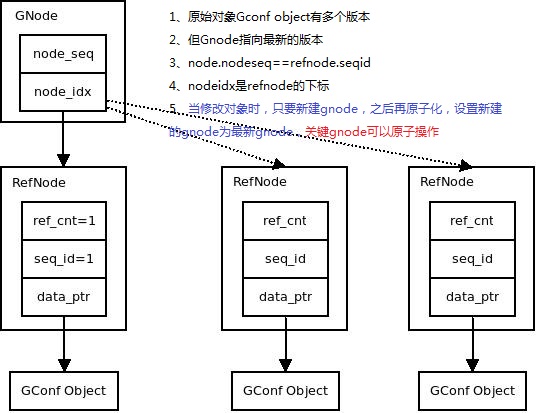 GNode
node_seq
node_idx
1、原始对象Gconf object有多个版本
2、但Gnode指向最新的版本
3、node.nodeseq==refnode.seqid
4、nodeidx是refnode的下标
5、当修改对象时，只要新建gnode，之后再原子化，设置新建
的gnode为最新gnode，关键gnode可以原子操作
RefNode
ref_cnt=1
seq_id=1
data_ptr
GConf Object
RefNode
ref_cnt
seq_id
data_ptr
GConf Object
RefNode
ref_cnt
seq_id
data_ptr
GConf Object